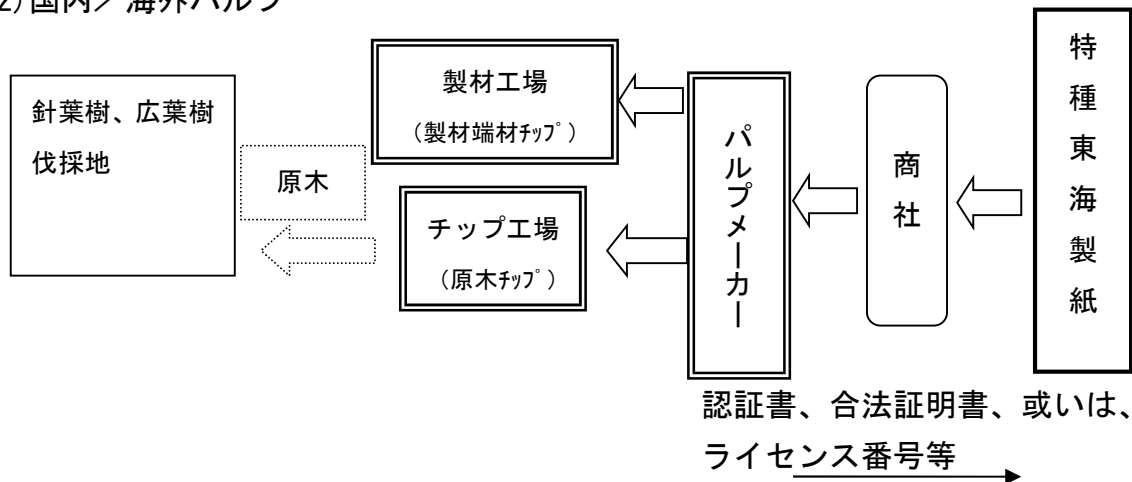 2)国内／海外パルプ
針葉樹、広葉樹
伐採地
原木
製材工場
（製材端材ﾁｯﾌﾟ）
チップ工場
（原木ﾁｯﾌﾟ）
パルプメーカー
商社
特種東海製紙
認証書、合法証明書、或いは、
ライセンス番号等